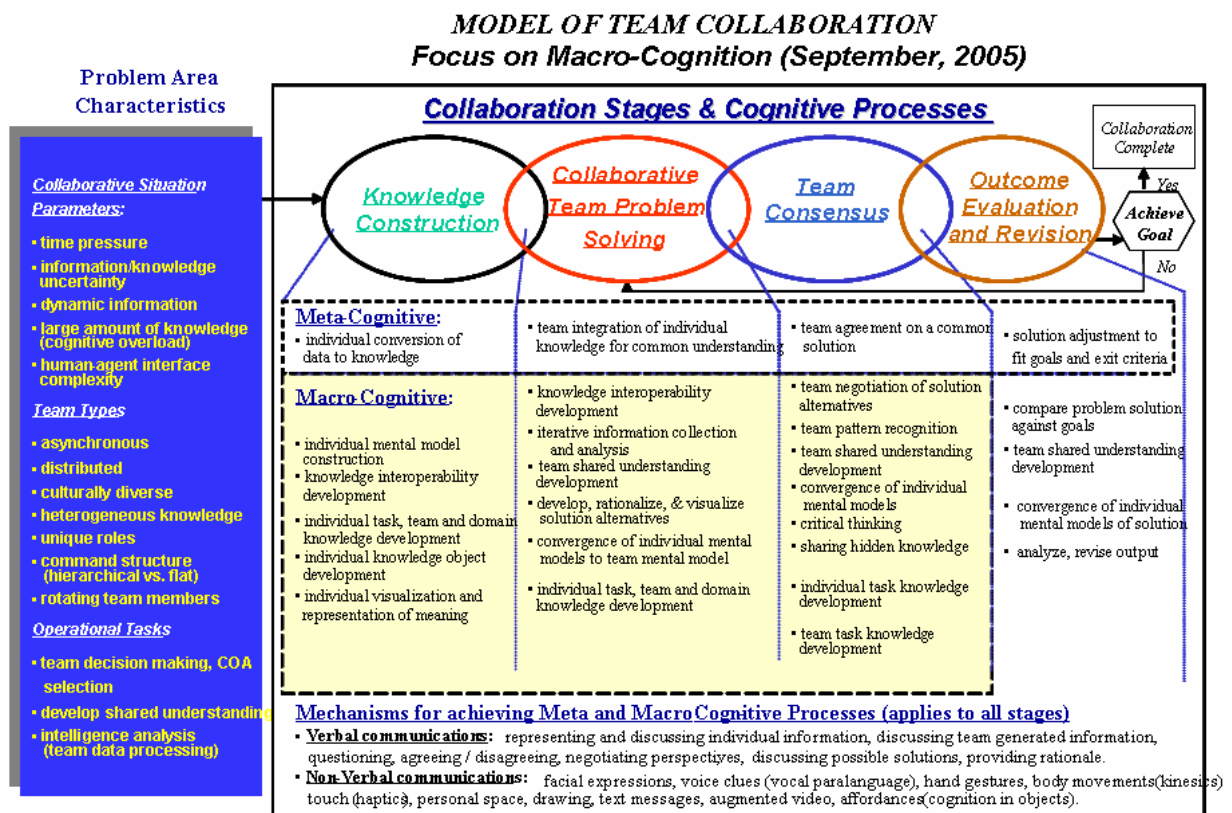 MODEL OF TEAM COLLABORATION
Focus on Macro-Cognition (September, 2005)
Problem Area
Characteristics
Collaborative Situation
Parameters:
▪ time pressure
▪ information/knowledge
uncertainty
▪ dynamic information
▪ large amount of knowledge
(cognitive overload)
▪ human-agent interface
complexity
Team Types
▪ asynchronous
▪ distributed
▪ culturally diverse
▪ heterogeneous knowledge
▪ unique roles
▪ command structure
(hierarchical vs. flat)
▪ rotating team members
Operational Tasks
▪ team decision making, COA
selection
▪ develop shared understanding
▪ intelligence analysis
(team data processing)
Collaboration Stages & Cognitive Processes
Knowledge
Construction
Collaborative
Team Problem
Solving
Team
Consensus
Outcome
Evaluation
and Revision
Collaboration
Complete
Yes
Achieve
Goal
No
Meta-Cognitive:
▪ individual conversion of
data to knowledge
▪ team integration of individual
knowledge for common understanding
▪ team agreement on a common
solution
▪ solution adjustment to
fit goals and exit criteria
Macro-Cognitive:
▪ individual mental model
construction
▪ knowledge interoperability
development
▪ individual task, team and domain
knowledge development
▪ individual knowledge object
development
▪ individual visualization and
representation of meaning
▪ knowledge interoperability
development
▪ iterative information collection
and analysis
▪ team shared understanding
development
▪ develop, rationalize, & visualize
solution alternatives
▪ convergence of individual mental
models to team mental model
▪ individual task, team and domain
knowledge development
▪ team negotiation of solution
alternatives
▪ team pattern recognition
▪ team shared understanding
development
▪ convergence of individual
mental models
▪ critical thinking
▪ sharing hidden knowledge
▪ individual task knowledge
development
▪ team task knowledge
development
▪ compare problem solution
against goals
▪ team shared understanding
development
▪ convergence of individual
mental models of solution
▪ analyze, revise output
Mechanisms for achieving Meta and Macro Cognitive Processes (applies to all stages)
▪ Verbal communications: representing and discussing individual information, discussing team generated information,
questioning, agreeing / disagreeing, negotiating perspectives, discussing possible solutions, providing rationale.
▪ Non-Verbal communications: facial expressions, voice clues (vocal paralanguage), hand gestures, body movements(kinesics)
touch (haptics), personal space, drawing, text messages, augmented video, affordances(cognition in objects).